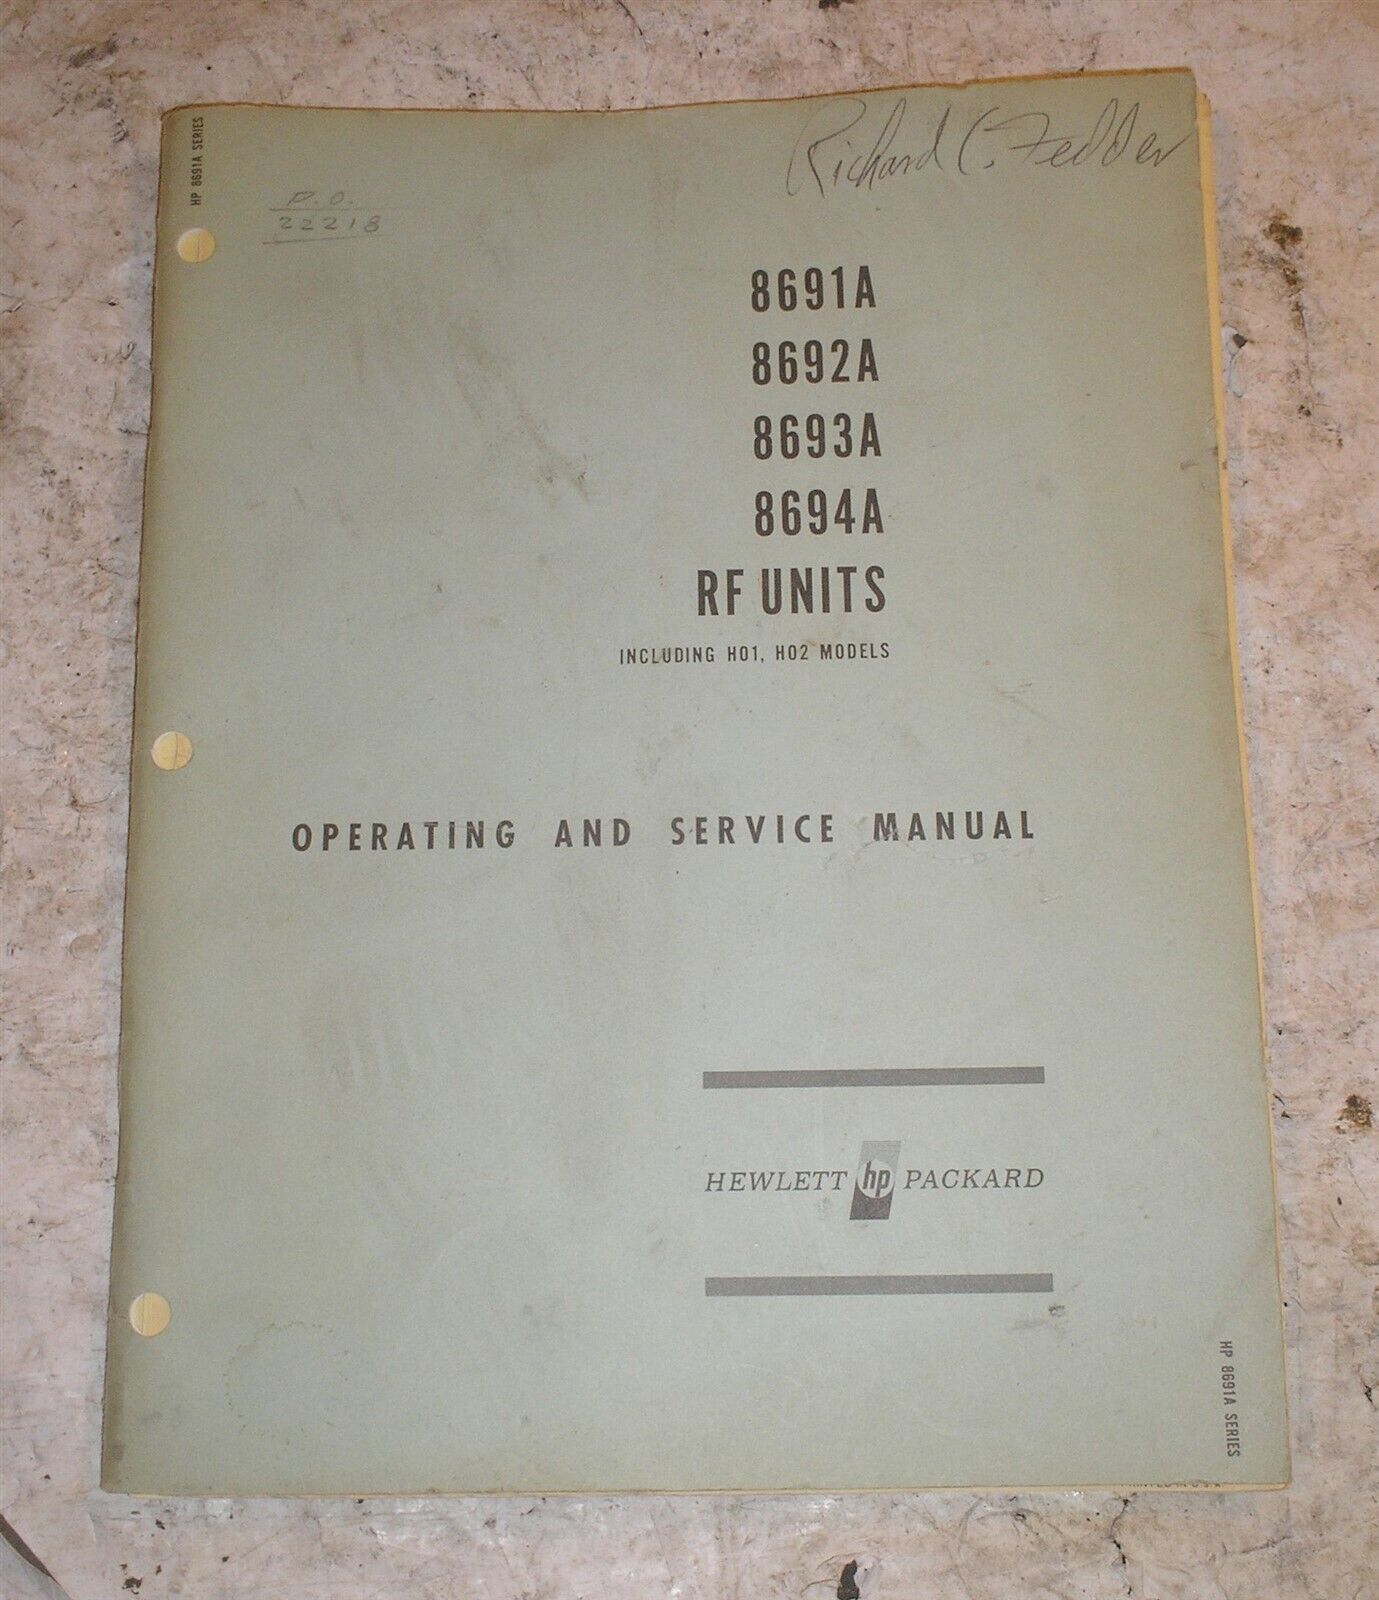 HP 8691A SERIES
Richard C. Fedder
P.O.
22218
8691A
8692A
8693A
8694A
RF UNITS
INCLUDING H01, H02 MODELS
OPERATING AND SERVICE MANUAL
HEWLETT hp PACKARD
HP 8691A SERIES